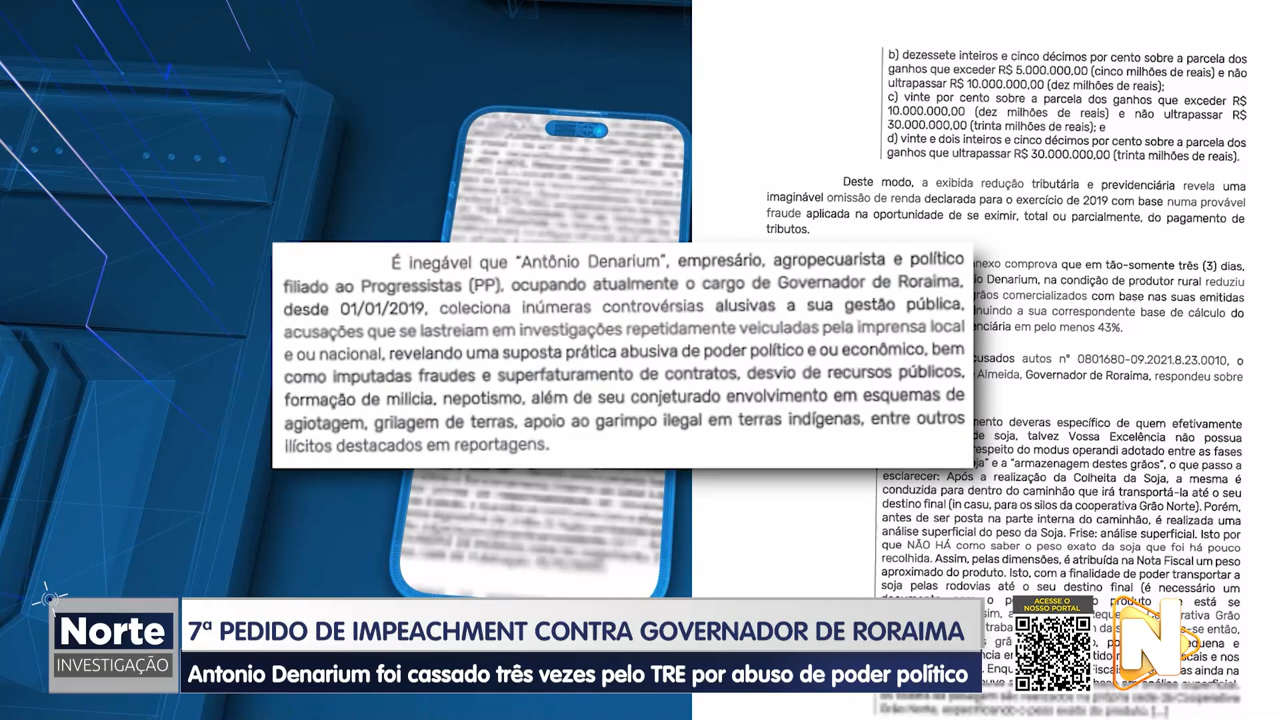 b) dezessete inteiros e cinco décimos por cento sobre a parcela dos
ganhos que exceder R$ 5.000.000,00 (cinco milhões de reais) e não
ultrapassar R$ 10.000.000,00 (dez milhões de reais);
c) vinte por cento sobre a parcela dos ganhos que exceder R$
10.000.000,00 (dez milhões de reais) e não ultrapassar R$
30.000.000,00 (trinta milhões de reais); e
d) vinte e dois inteiros e cinco décimos por cento sobre a parcela dos
ganhos que ultrapassar R$ 30.000.000,00 (trinta milhões de reais).
Deste modo, a exibida redução tributária e previdenciária revela uma
imaginável omissão de renda declarada para o exercício de 2019 com base numa provável
fraude aplicada na oportunidade de se eximir, total ou parcialmente, do pagamento de
tributos.
É inegável que "Antônio Denarium", empresário, agropecuarista e político
filiado ao Progressistas (PP), ocupando atualmente o cargo de Governador de Roraima,
desde 01/01/2019, coleciona inúmeras controvérsias alusivas a sua gestão pública,
acusações que se lastreiam em investigações repetidamente veiculadas pela imprensa local
e ou nacional, revelando uma suposta prática abusiva de poder político e ou econômico, bem
como imputadas fraudes e superfaturamento de contratos, desvio de recursos públicos,
formação de milicia, nepotismo, além de seu conjeturado envolvimento em esquemas de
agiotagem, grilagem de terras, apoio ao garimpo ilegal em terras indígenas, entre outros
ilícitos destacados em reportagens.
nexo comprova que em tão-somente três (3) dias,
io Denarium, na condição de produtor rural reduziu
grãos comercializados com base nas suas emitidas
inuindo a sua correspondente base de cálculo do
enciária em pelo menos 43%.
cusados autos nº 0801680-09.2021.8.23.0010, o
Almeida, Governador de Roraima, respondeu sobre
mento deveras específico de quem efetivamente
de soja, talvez Vossa Excelência não possua
respeito do modus operandi adotado entre as fases
oja" e a "armazenagem destes grãos", o que passo a
esclarecer: Após a realização da Colheita da Soja, a mesma é
conduzida para dentro do caminhão que irá transportá-la até o seu
destino final (in casu, para os silos da cooperativa Grão Norte). Porém,
antes de ser posta na parte interna do caminhão, é realizada uma
análise superficial do peso da Soja. Frise: análise superficial. Isto por
que NÃO HÁ como saber o peso exato da soja que foi há pouco
recolhida. Assim, pelas dimensões, é atribuída na Nota Fiscal um peso
aproximado do produto. Isto, com a finalidade de poder transportar a
soja pelas rodovias até o seu destino final (é necessário um
produto está se
Norte
INVESTIGAÇÃO
7ª PEDIDO DE IMPEACHMENT CONTRA GOVERNADOR DE RORAIMA
Antonio Denarium foi cassado três vezes pelo TRE por abuso de poder político
ACESSE O
NOSSO PORTAL
N